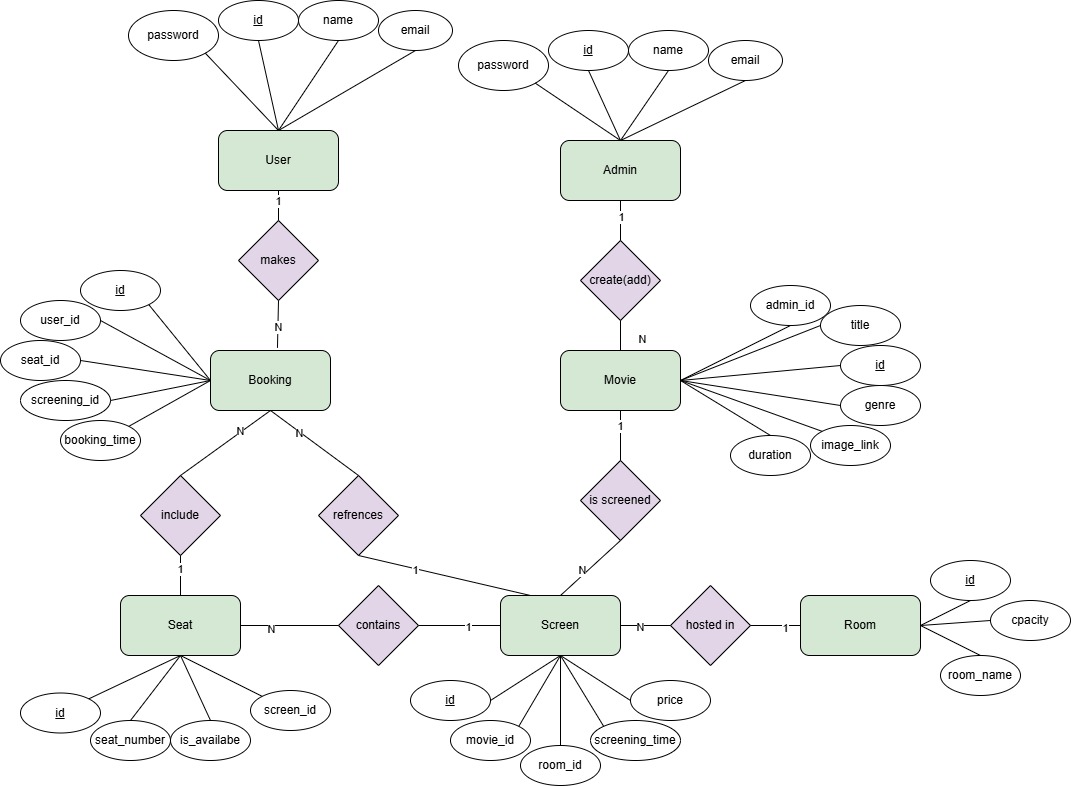 password
id
name
email
password
id
name
email
User
Admin
1
1
makes
create(add)
N
N
id
user_id
seat_id
screening_id
booking_time
Booking
Movie
admin_id
title
id
genre
image_link
duration
N
N
1
include
refrences
is screened
1
1
N
Seat
N
contains
1
Screen
N
hosted in
1
Room
id
cpacity
room_name
id
seat_number
is_availabe
screen_id
id
movie_id
room_id
screening_time
price